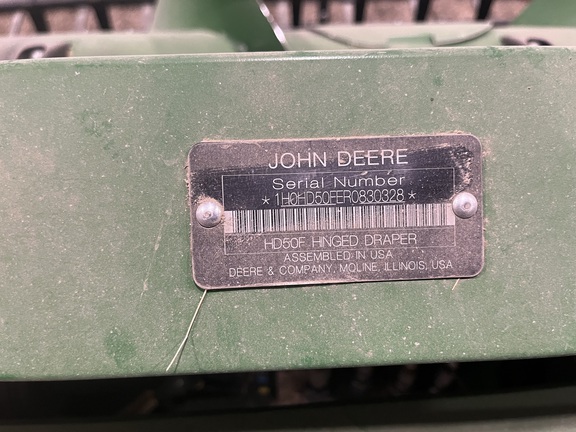 JOHN DEERE
Serial Number
*1H0HD50FER0830328*
HD50F HINGED DRAPER
ASSEMBLED IN USA
DEERE & COMPANY, MOLINE, ILLINOIS, USA